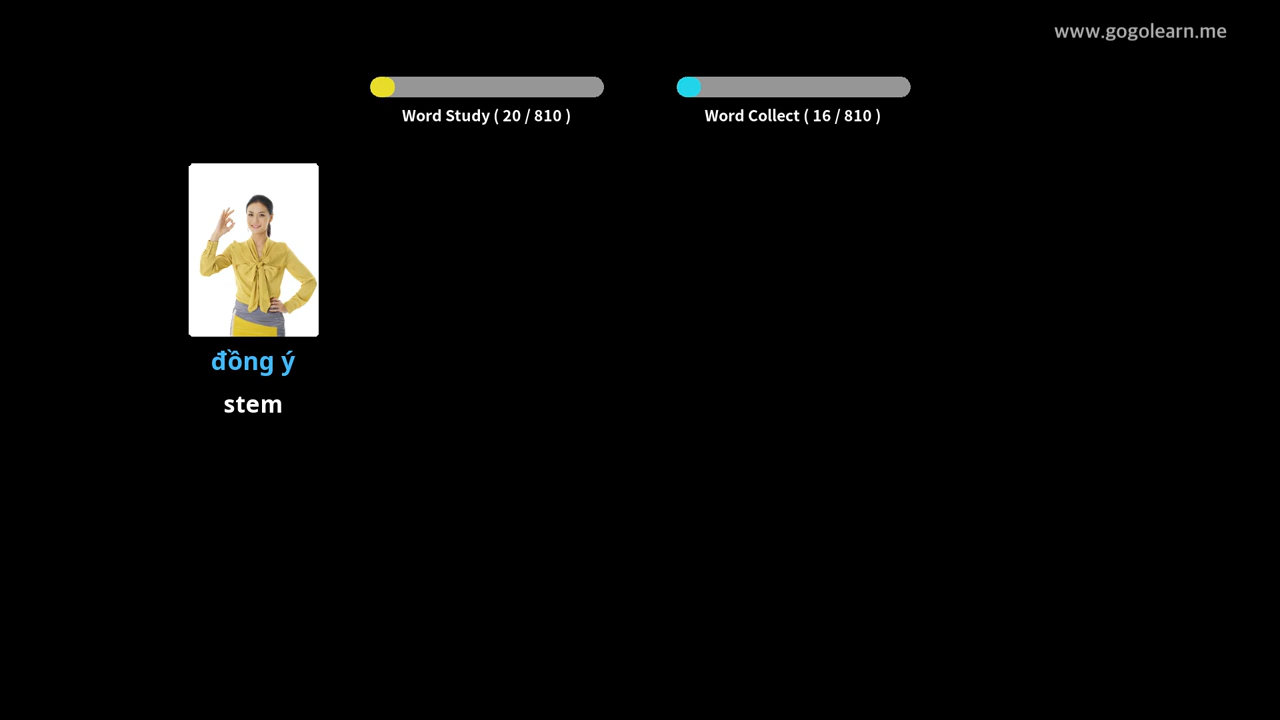 www.gogolearn.me
Word Study ( 20 / 810 )
Word Collect ( 16 / 810 )
đồng ý
stem